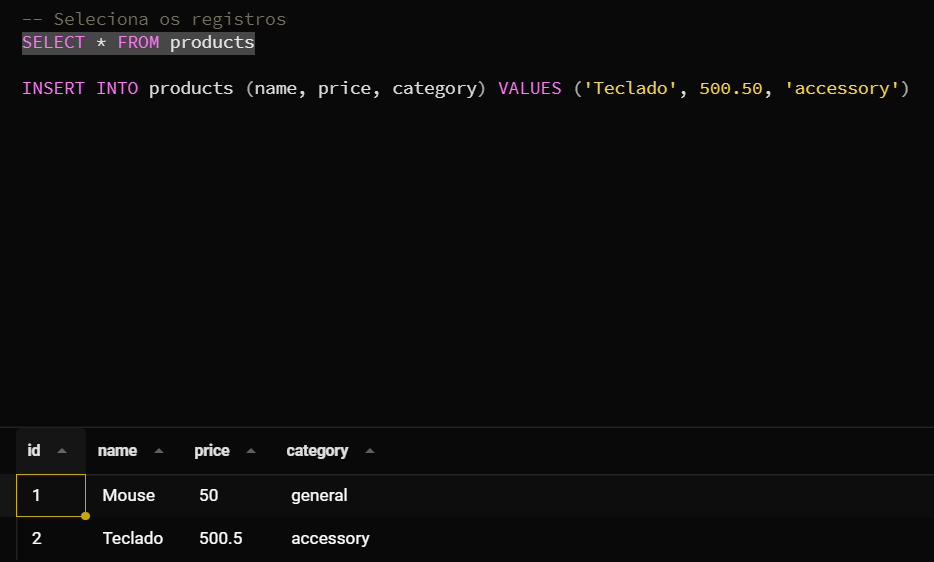 -- Seleciona os registros
SELECT * FROM products
INSERT INTO products (name, price, category) VALUES ('Teclado', 500.50, 'accessory')
id name price category
1 Mouse 50 general
2 Teclado 500.5 accessory